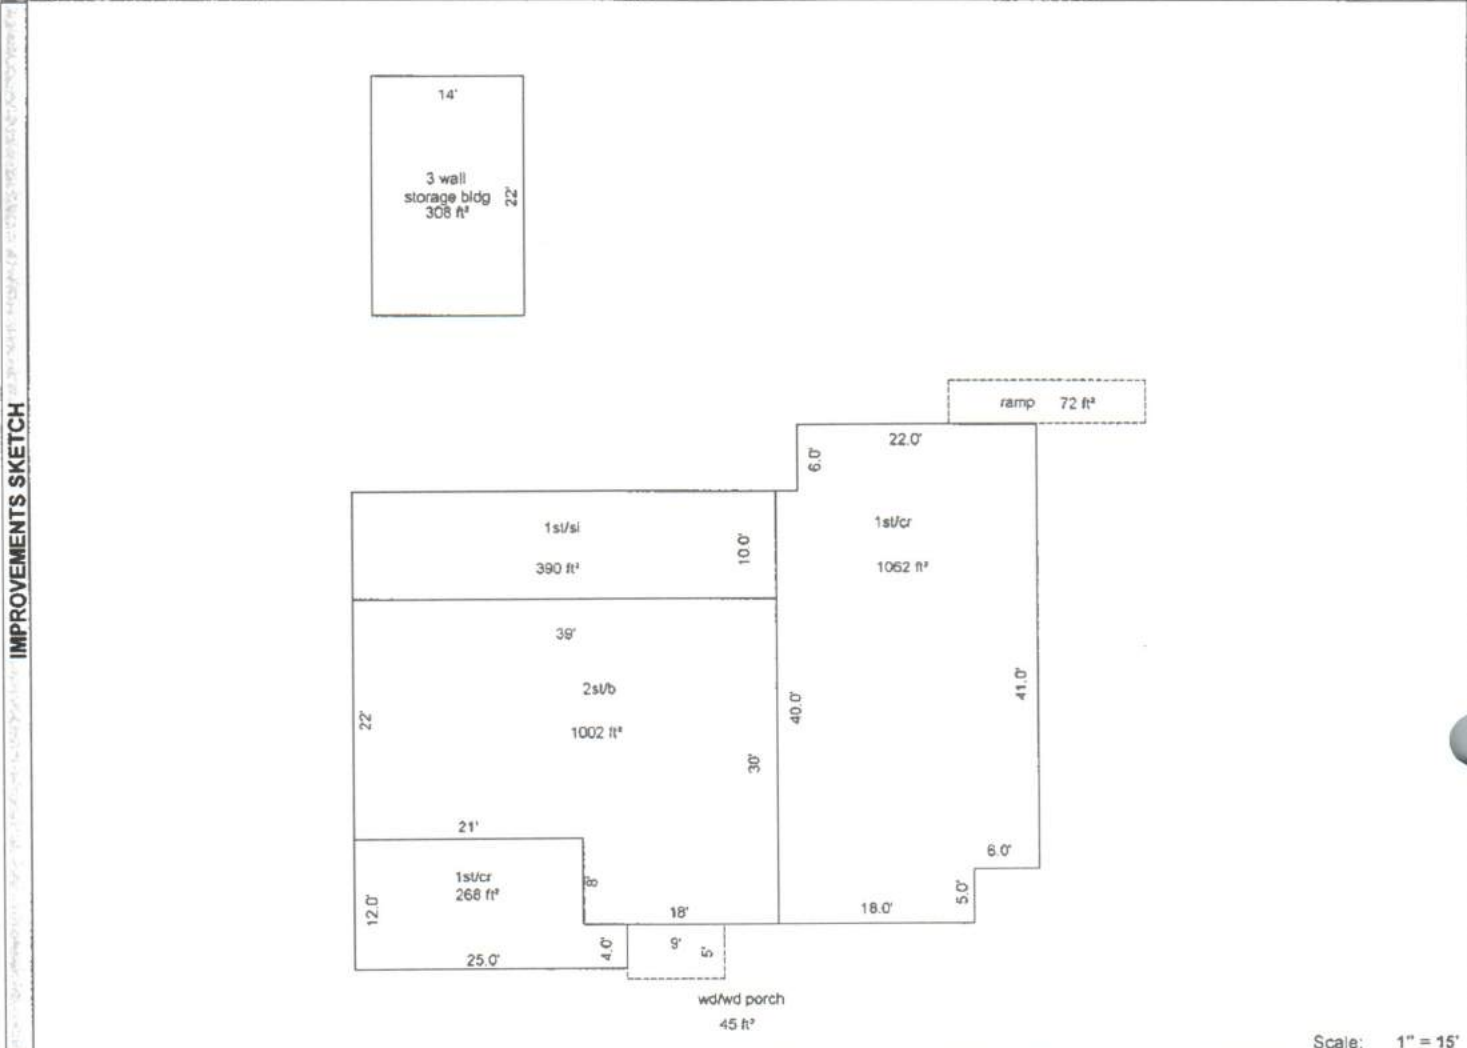 IMPROVEMENTS SKETCH
14'
3 wall
storage bldg
308 ft²
22'
ramp 72 ft²
22.0'
6.0'
1st/sl
390 ft²
10.0'
1st/cr
1062 ft²
39'
2st/b
1002 ft²
22'
30'
40.0'
41.0'
21'
6.0'
1st/cr
268 ft²
8'
12.0'
18'
18.0'
5.0'
25.0'
4.0'
9'
5'
wd/wd porch
45 ft²
Scale: 1" = 15'